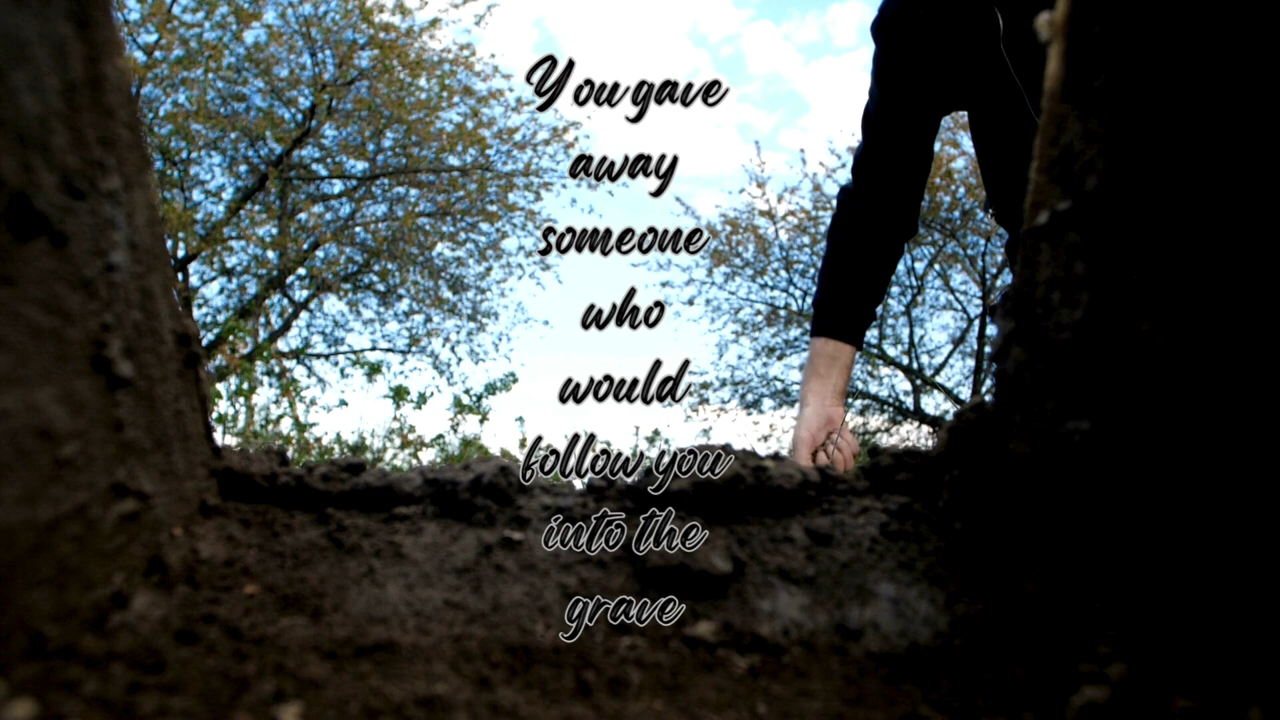 You gave
away
someone
who
would
follow you
into the
grave